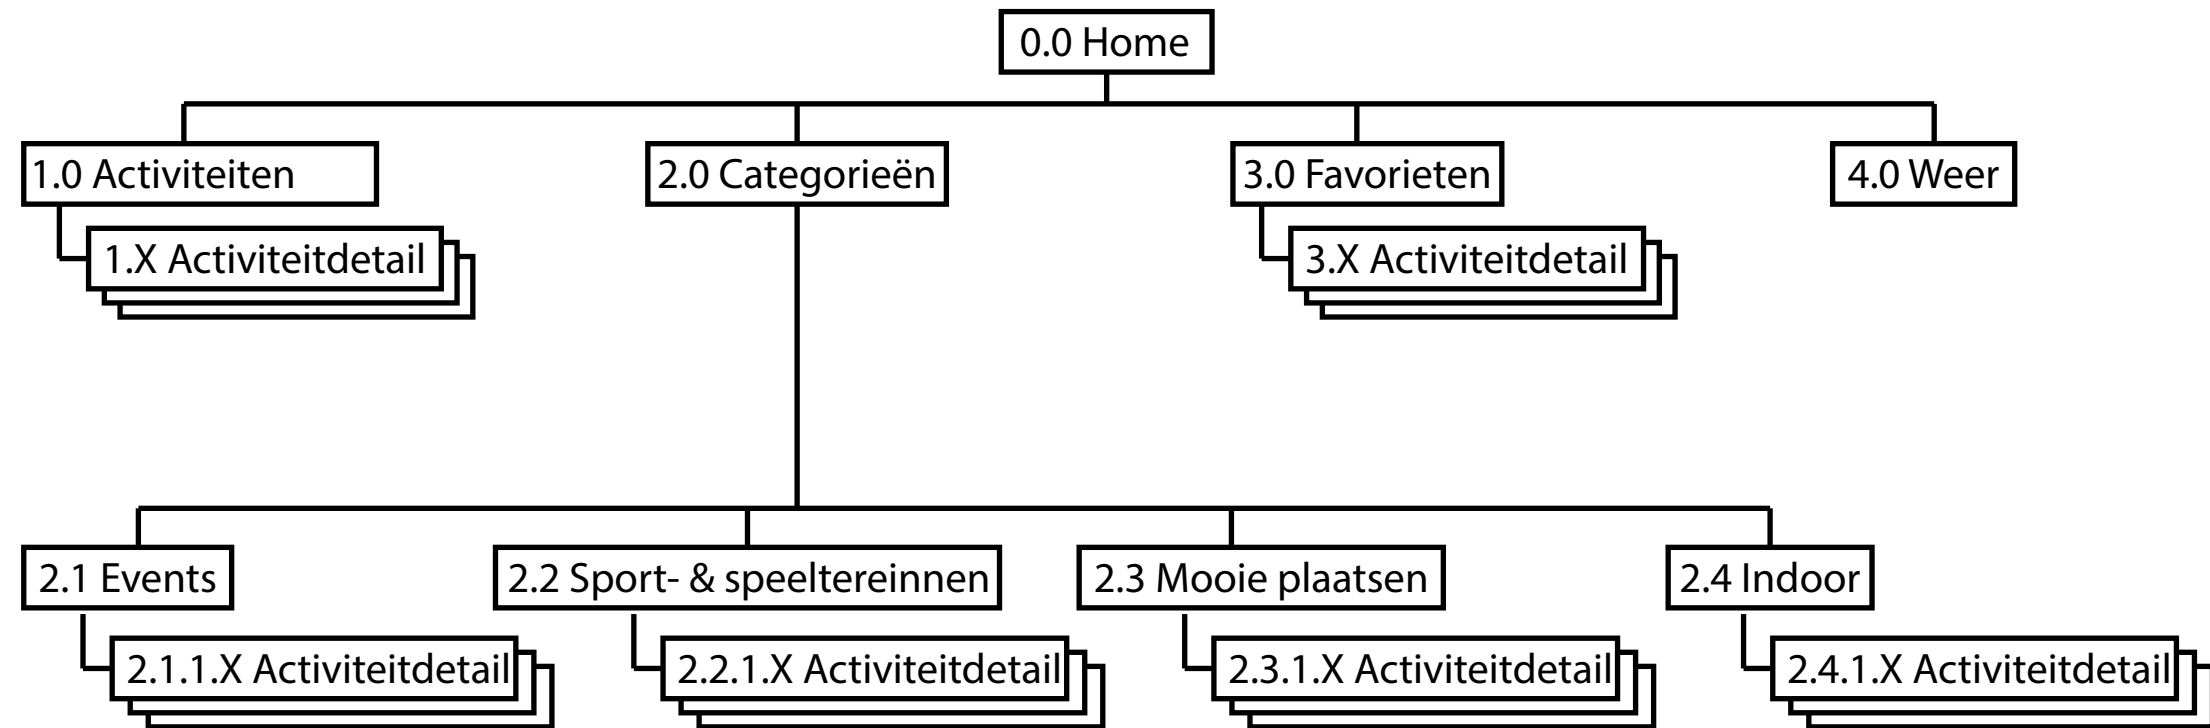 0.0 Home
1.0 Activiteiten
2.0 Categorieën
3.0 Favorieten
4.0 Weer
1.X Activiteitdetail
3.X Activiteitdetail
2.1 Events
2.2 Sport- & speeltereinnen
2.3 Mooie plaatsen
2.4 Indoor
2.1.1.X Activiteitdetail
2.2.1.X Activiteitdetail
2.3.1.X Activiteitdetail
2.4.1.X Activiteitdetail